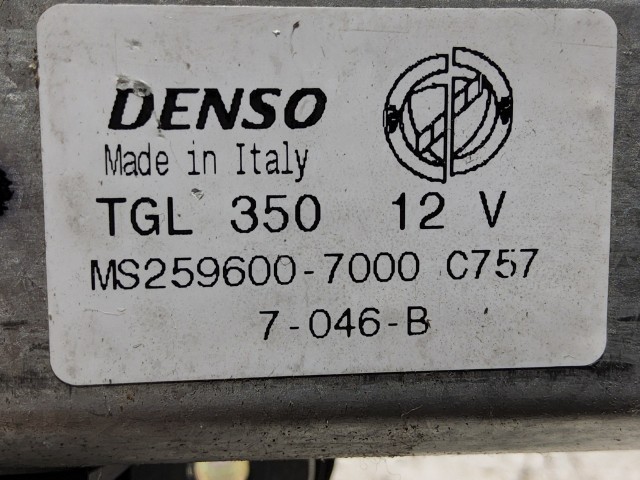 DENSO
Made in Italy
TGL 350 12 V
MS259600-7000 C757
7-046-B